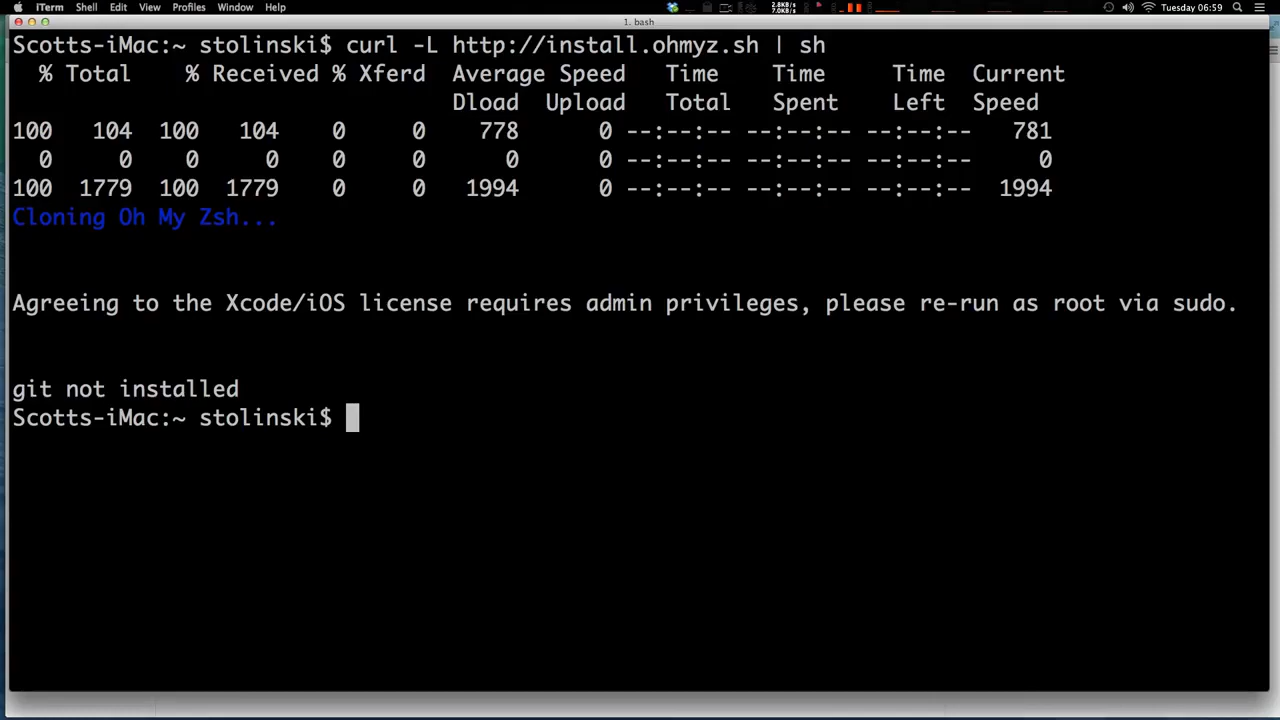 iTerm Shell Edit View Profiles Window Help 2.8KB/s 7.0KB/s Tuesday 06:59
1. bash
Scotts-iMac:~ stolinski$ curl -L http://install.ohmyz.sh | sh
% Total % Received % Xferd Average Speed Time Time Time Current
Dload Upload Total Spent Left Speed
100 104 100 104 0 0 778 0 --:--:-- --:--:-- --:--:-- 781
0 0 0 0 0 0 0 0 --:--:-- --:--:-- --:--:-- 0
100 1779 100 1779 0 0 1994 0 --:--:-- --:--:-- --:--:-- 1994
Cloning Oh My Zsh...
Agreeing to the Xcode/iOS license requires admin privileges, please re-run as root via sudo.
git not installed
Scotts-iMac:~ stolinski$